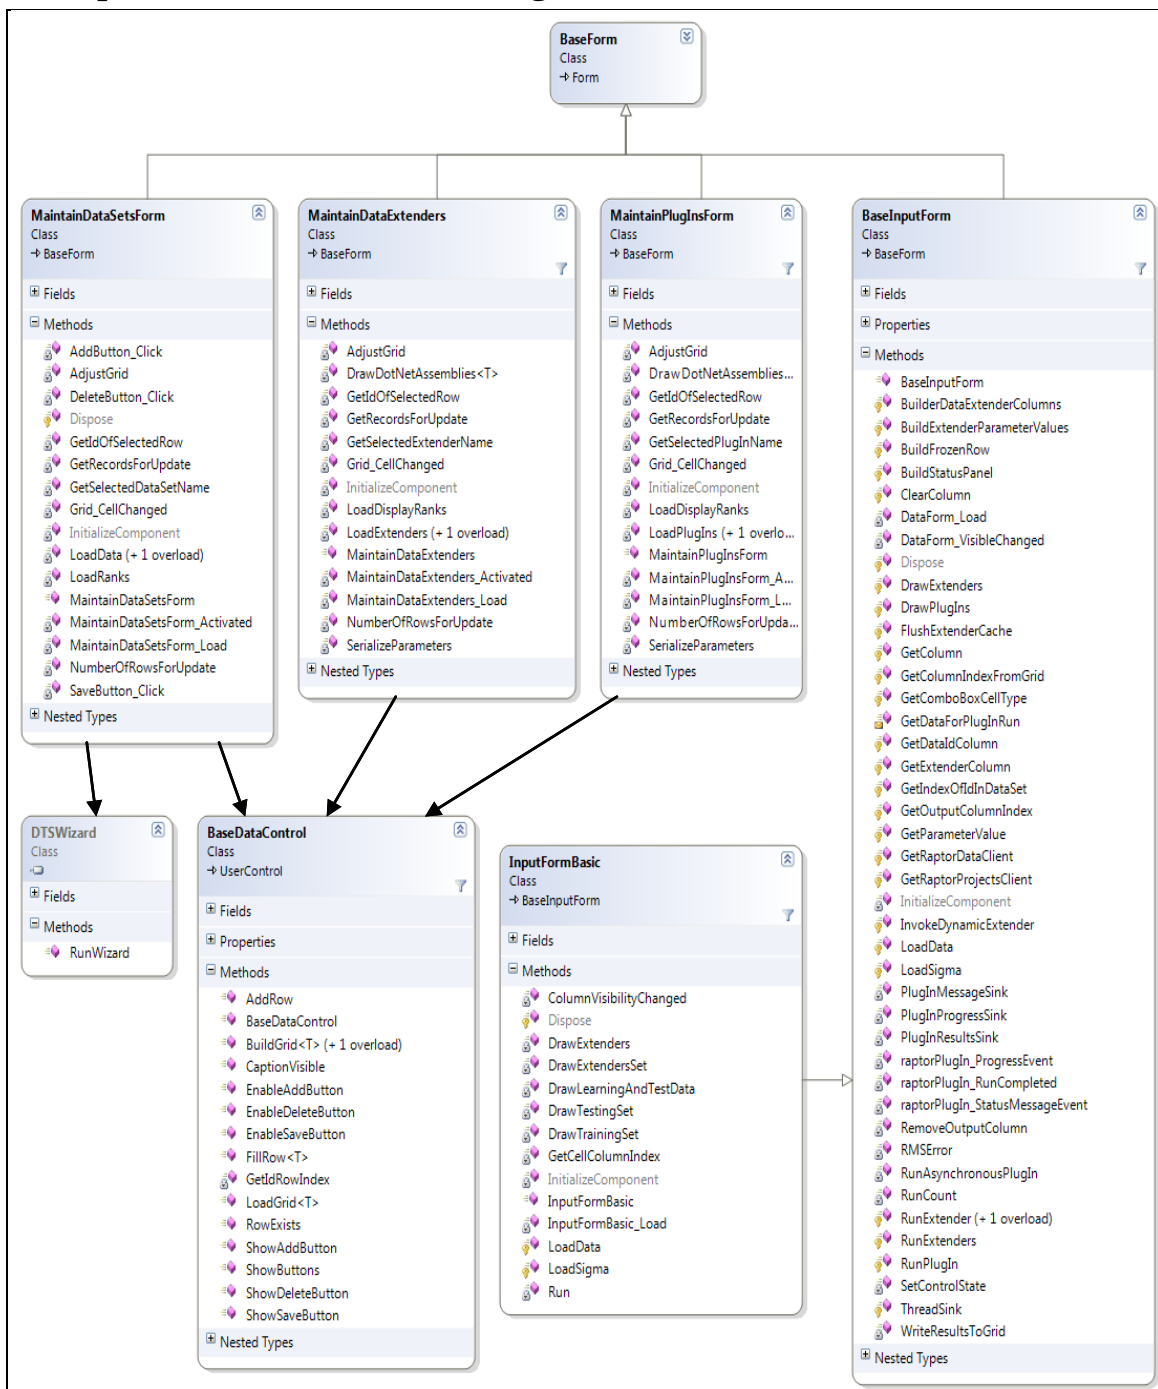 BaseForm
Class
Form
MaintainDataSetsForm
Class
BaseForm
Fields
Methods
AddButton_Click
AdjustGrid
DeleteButton_Click
Dispose
GetIdOfSelectedRow
GetRecordsForUpdate
GetSelectedDataSetName
Grid_CellChanged
InitializeComponent
LoadData (+ 1 overload)
LoadRanks
MaintainDataSetsForm
MaintainDataSetsForm_Activated
MaintainDataSetsForm_Load
NumberOfRowsForUpdate
SaveButton_Click
Nested Types
MaintainDataExtenders
Class
BaseForm
Fields
Methods
AdjustGrid
DrawDotNetAssemblies<T>
GetIdOfSelectedRow
GetRecordsForUpdate
GetSelectedExtenderName
Grid_CellChanged
InitializeComponent
LoadDisplayRanks
LoadExtenders (+ 1 overload)
MaintainDataExtenders
MaintainDataExtenders_Activated
MaintainDataExtenders_Load
NumberOfRowsForUpdate
SerializeParameters
Nested Types
MaintainPlugInsForm
Class
BaseForm
Fields
Methods
AdjustGrid
DrawDotNetAssemblies...
GetIdOfSelectedRow
GetRecordsForUpdate
GetSelectedPlugInName
Grid_CellChanged
InitializeComponent
LoadDisplayRanks
LoadPlugIns (+ 1 overlo...
MaintainPlugInsForm
MaintainPlugInsForm_A...
MaintainPlugInsForm_L...
NumberOfRowsForUpda...
SerializeParameters
Nested Types
BaseInputForm
Class
BaseForm
Fields
Properties
Methods
BaseInputForm
BuilderDataExtenderColumns
BuildExtenderParameterValues
BuildFrozenRow
BuildStatusPanel
ClearColumn
DataForm_Load
DataForm_VisibleChanged
Dispose
DrawExtenders
DrawPlugIns
FlushExtenderCache
GetColumn
GetColumnIndexFromGrid
GetComboBoxCellType
GetDataForPlugInRun
GetDataIdColumn
GetExtenderColumn
GetIndexOfIdInDataSet
GetOutputColumnIndex
GetParameterValue
GetRaptorDataClient
GetRaptorProjectsClient
InitializeComponent
InvokeDynamicExtender
LoadData
LoadSigma
PlugInMessageSink
PlugInProgressSink
PlugInResultsSink
raptorPlugIn_ProgressEvent
raptorPlugIn_RunCompleted
raptorPlugIn_StatusMessageEvent
RemoveOutputColumn
RMSError
RunAsynchronousPlugIn
RunCount
RunExtender (+ 1 overload)
RunExtenders
RunPlugIn
SetControlState
ThreadSink
WriteResultsToGrid
Nested Types
DTSWizard
Class
Fields
Methods
RunWizard
BaseDataControl
Class
UserControl
Fields
Properties
Methods
AddRow
BaseDataControl
BuildGrid<T> (+ 1 overload)
CaptionVisible
EnableAddButton
EnableDeleteButton
EnableSaveButton
FillRow<T>
GetIdRowIndex
LoadGrid<T>
RowExists
ShowAddButton
ShowButtons
ShowDeleteButton
ShowSaveButton
Nested Types
InputFormBasic
Class
BaseInputForm
Fields
Methods
ColumnVisibilityChanged
Dispose
DrawExtenders
DrawExtendersSet
DrawLearningAndTestData
DrawTestingSet
DrawTrainingSet
GetCellColumnIndex
InitializeComponent
InputFormBasic
InputFormBasic_Load
LoadData
LoadSigma
Run